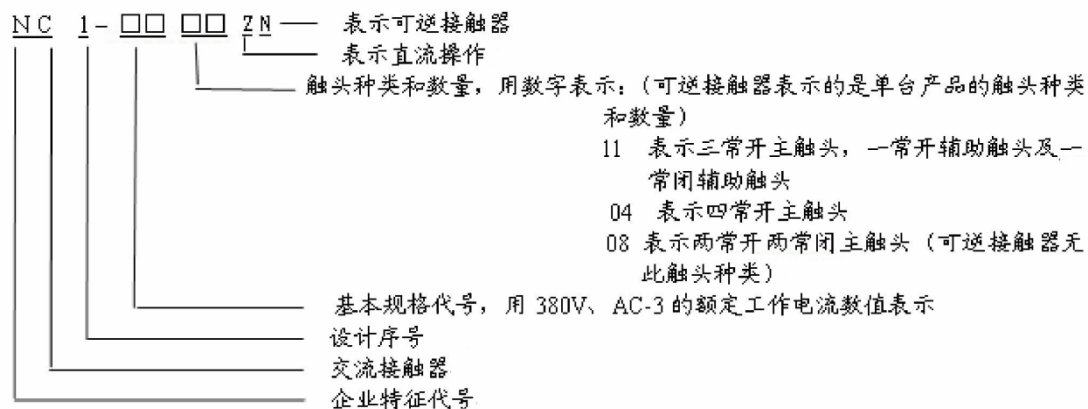 NC 1-□□ □□ ZN 表示可逆接触器
表示直流操作
触头种类和数量，用数字表示：（可逆接触器表示的是单台产品的触头种类
和数量）
11 表示三常开主触头，一常开辅助触头及一
常闭辅助触头
04 表示四常开主触头
08 表示两常开两常闭主触头（可逆接触器无
此触头种类）
基本规格代号，用 380V、AC-3 的额定工作电流数值表示
设计序号
交流接触器
企业特征代号